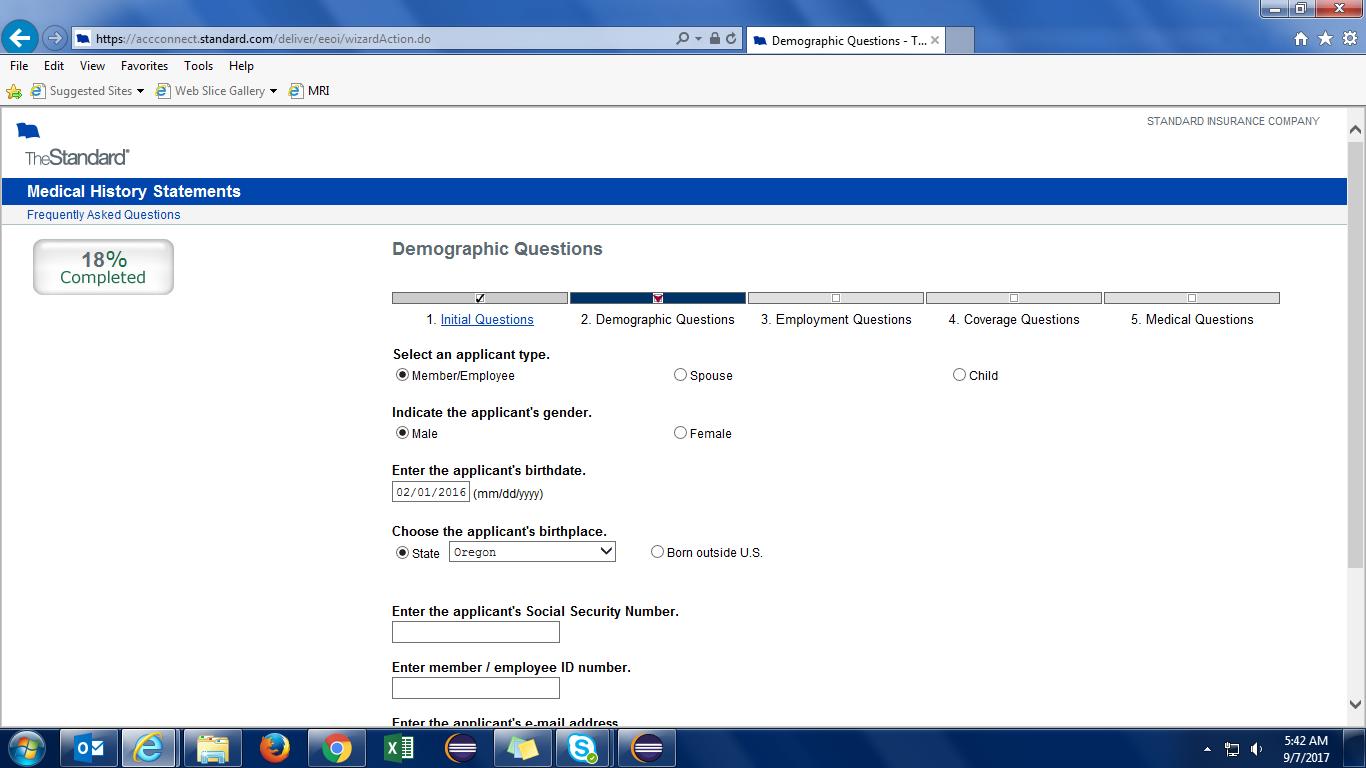 https://accconnect.standard.com/deliver/eeoi/wizardAction.do
Demographic Questions - T...
File Edit View Favorites Tools Help
Suggested Sites Web Slice Gallery MRI
STANDARD INSURANCE COMPANY
TheStandard®
Medical History Statements
Frequently Asked Questions
18%
Completed
Demographic Questions
1. Initial Questions 2. Demographic Questions 3. Employment Questions 4. Coverage Questions 5. Medical Questions
Select an applicant type.
Member/Employee Spouse Child
Indicate the applicant's gender.
Male Female
Enter the applicant's birthdate.
02/01/2016 (mm/dd/yyyy)
Choose the applicant's birthplace.
State Oregon Born outside U.S.
Enter the applicant's Social Security Number.
Enter member / employee ID number.
Enter the applicant's e-mail address
5:42 AM
9/7/2017